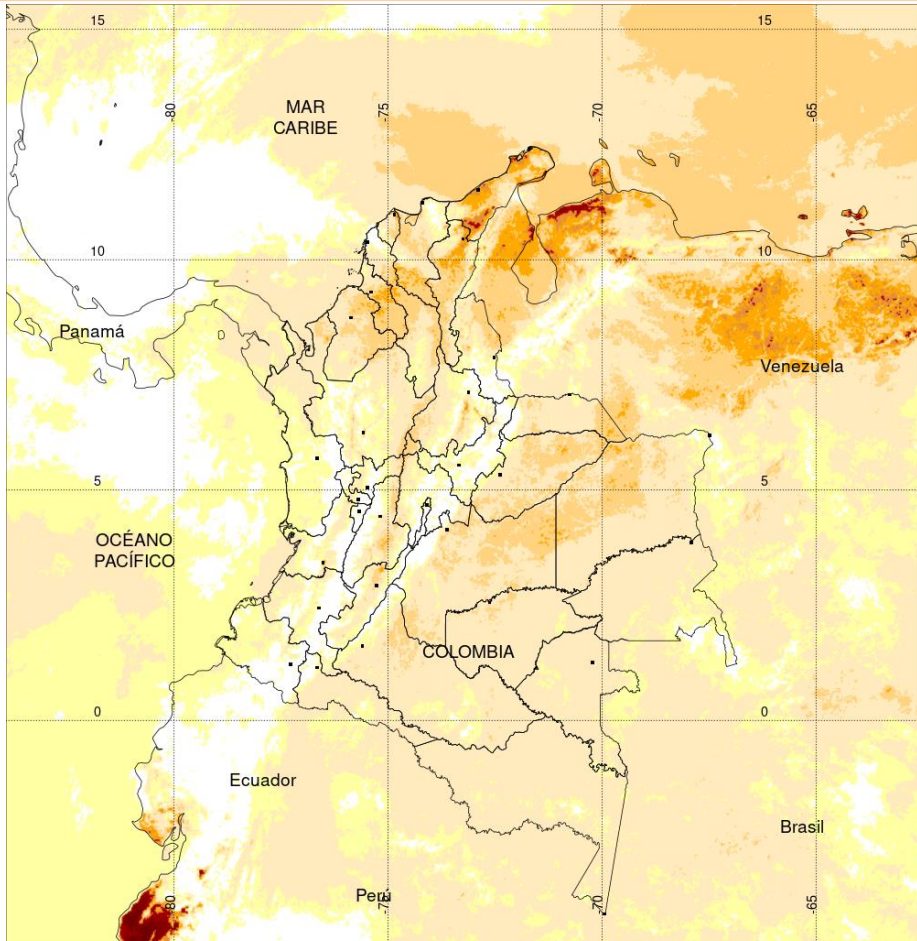 15
15
-80
-75
-70
-65
MAR
CARIBE
10
10
Panamá
Venezuela
5
5
OCÉANO
PACÍFICO
COLOMBIA
0
0
Ecuador
Brasil
Perú
-80
-75
-70
-65